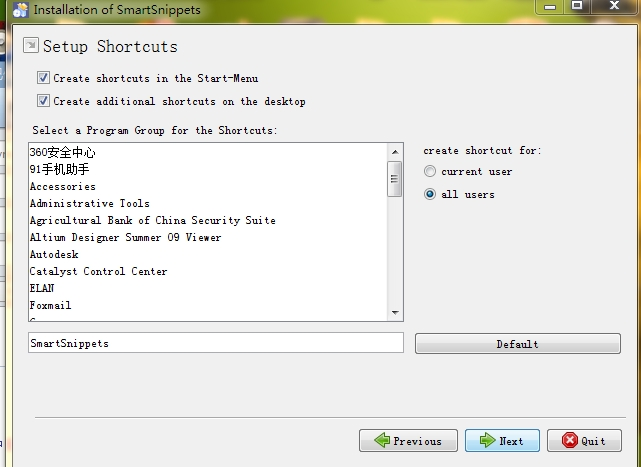 Installation of SmartSnippets
Setup Shortcuts
Create shortcuts in the Start-Menu
Create additional shortcuts on the desktop
Select a Program Group for the Shortcuts:
360安全中心
91手机助手
Accessories
Administrative Tools
Agricultural Bank of China Security Suite
Altium Designer Summer 09 Viewer
Autodesk
Catalyst Control Center
ELAN
Foxmail
create shortcut for:
current user
all users
SmartSnippets
Default
Previous
Next
Quit